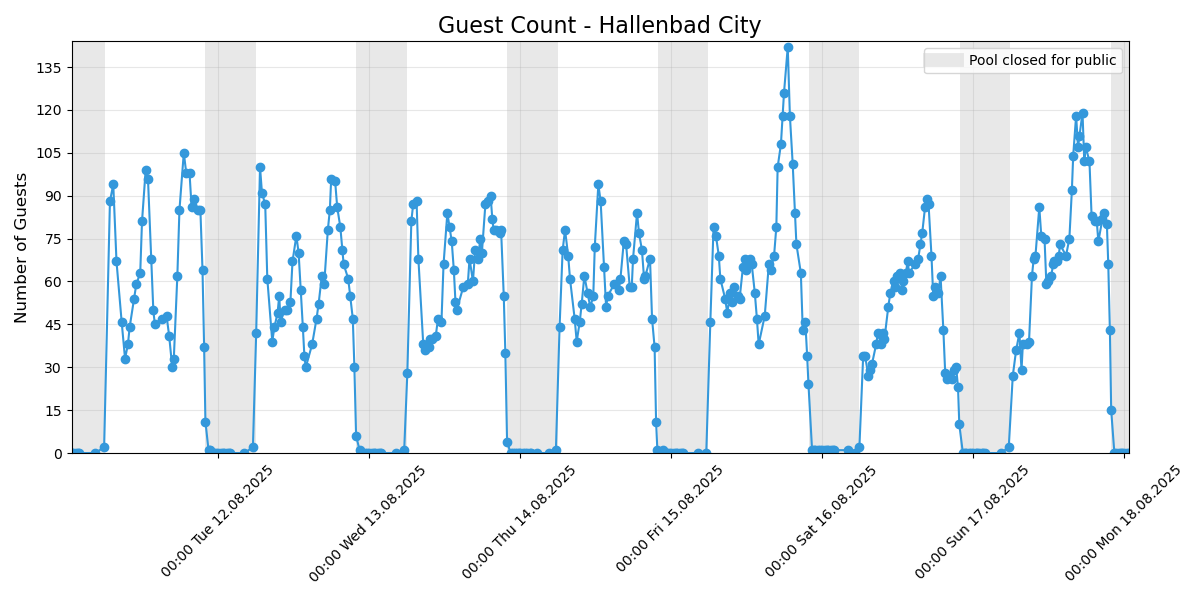 Guest Count - Hallenbad City
Pool closed for public
Number of Guests
135
120
105
90
75
60
45
30
15
0
00:00 Tue 12.08.2025
00:00 Wed 13.08.2025
00:00 Thu 14.08.2025
00:00 Fri 15.08.2025
00:00 Sat 16.08.2025
00:00 Sun 17.08.2025
00:00 Mon 18.08.2025